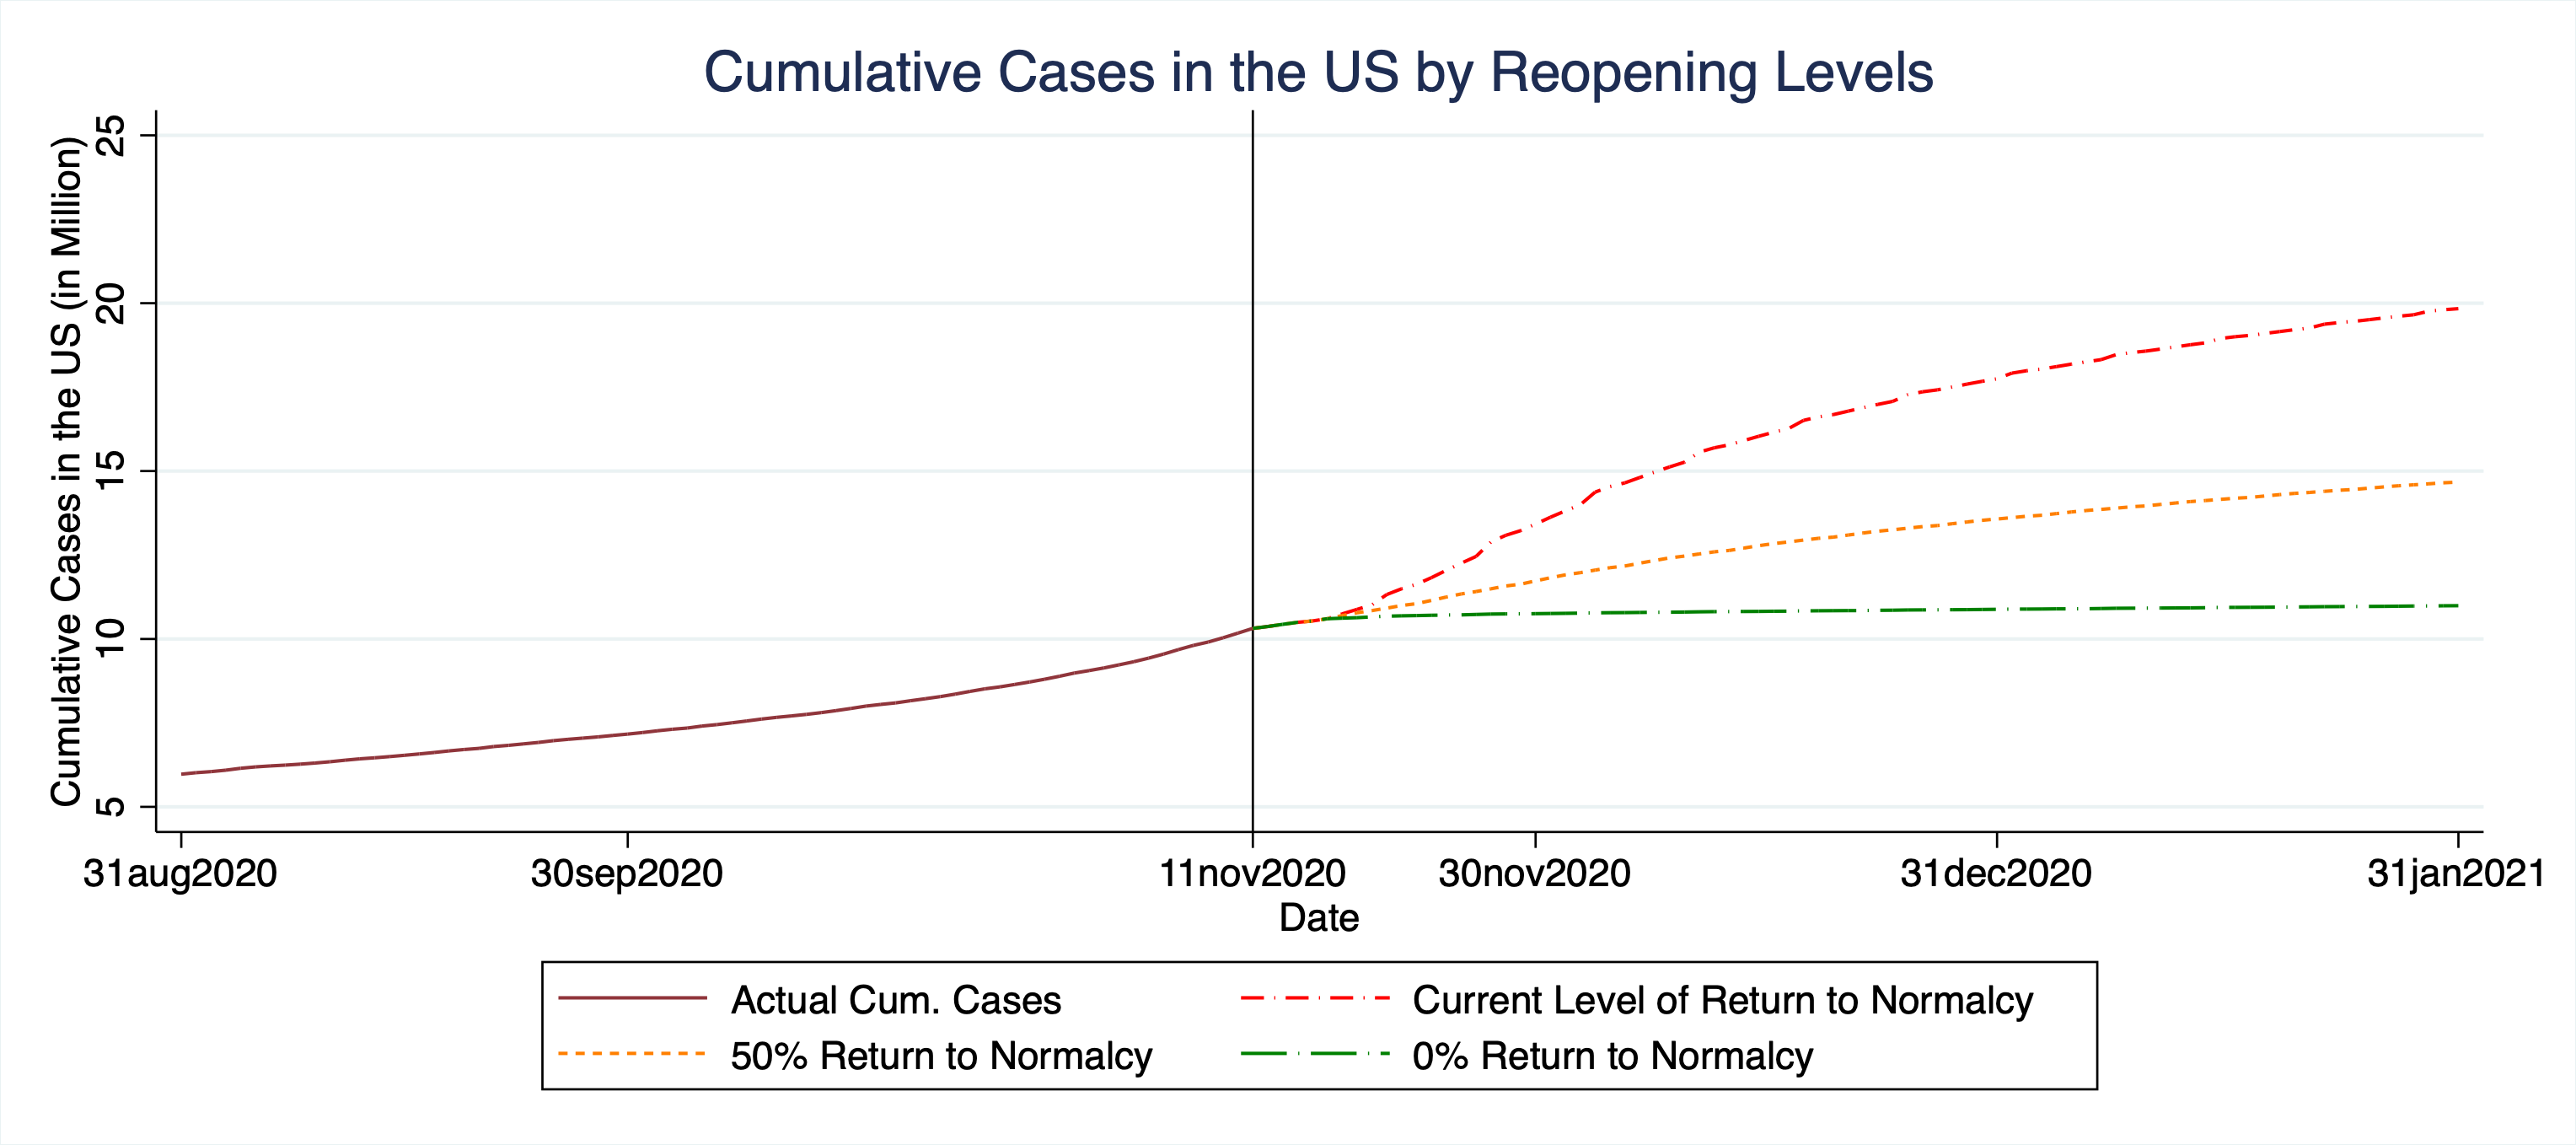 Cumulative Cases in the US by Reopening Levels
Cumulative Cases in the US (in Million)
25
20
15
10
5
31aug2020
30sep2020
11nov2020
30nov2020
31dec2020
31jan2021
Date
Actual Cum. Cases
Current Level of Return to Normalcy
50% Return to Normalcy
0% Return to Normalcy